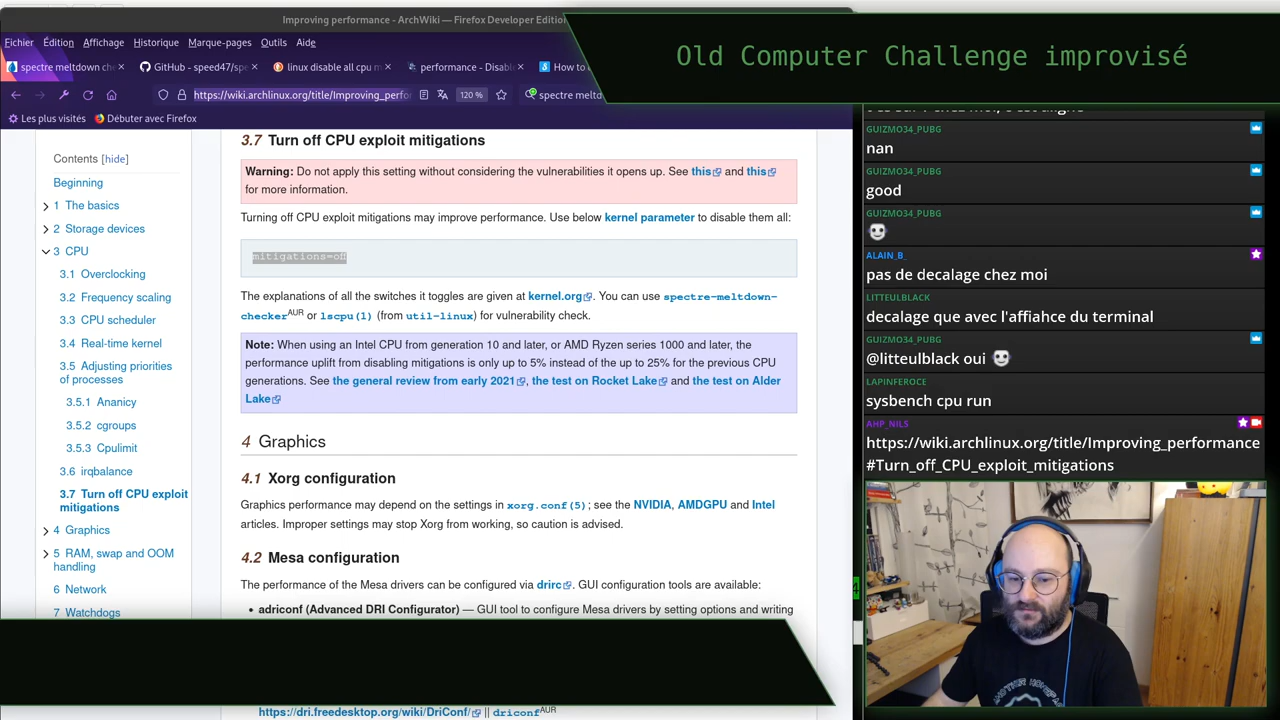 Improving performance - ArchWiki — Firefox Developer Edition
Old Computer Challenge improvisé
Fichier Édition Affichage Historique Marque-pages Outils Aide
spectre meltdown che
GitHub - speed47/spe
linux disable all cpu m
performance - Disable
How to
https://wiki.archlinux.org/title/Improving_perfo
120 %
spectre meltd
Les plus visités
Débuter avec Firefox
Contents [hide]
Beginning
1 The basics
2 Storage devices
3 CPU
3.1 Overclocking
3.2 Frequency scaling
3.3 CPU scheduler
3.4 Real-time kernel
3.5 Adjusting priorities
of processes
3.5.1 Ananicy
3.5.2 cgroups
3.5.3 Cpulimit
3.6 irqbalance
3.7 Turn off CPU exploit
mitigations
4 Graphics
5 RAM, swap and OOM
handling
6 Network
7 Watchdogs
3.7 Turn off CPU exploit mitigations
Warning: Do not apply this setting without considering the vulnerabilities it opens up. See this and this
for more information.
Turning off CPU exploit mitigations may improve performance. Use below kernel parameter to disable them all:
mitigations=off
The explanations of all the switches it toggles are given at kernel.org. You can use spectre-meltdown-
checkerAUR or lscpu(1) (from util-linux) for vulnerability check.
Note: When using an Intel CPU from generation 10 and later, or AMD Ryzen series 1000 and later, the
performance uplift from disabling mitigations is only up to 5% instead of the up to 25% for the previous CPU
generations. See the general review from early 2021, the test on Rocket Lake and the test on Alder
Lake
4 Graphics
4.1 Xorg configuration
Graphics performance may depend on the settings in xorg.conf(5); see the NVIDIA, AMDGPU and Intel
articles. Improper settings may stop Xorg from working, so caution is advised.
4.2 Mesa configuration
The performance of the Mesa drivers can be configured via drirc. GUI configuration tools are available:
• adriconf (Advanced DRI Configurator) — GUI tool to configure Mesa drivers by setting options and writing
https://dri.freedesktop.org/wiki/DriConf/ || driconfAUR
GUIZMO34_PUBG
nan
GUIZMO34_PUBG
good
GUIZMO34_PUBG
ALAIN_B_
pas de decalage chez moi
LITTEULBLACK
decalage que avec l'affiahce du terminal
GUIZMO34_PUBG
@litteulblack oui
LAPINFEROCE
sysbench cpu run
AHP_NILS
https://wiki.archlinux.org/title/Improving_performance
#Turn_off_CPU_exploit_mitigations